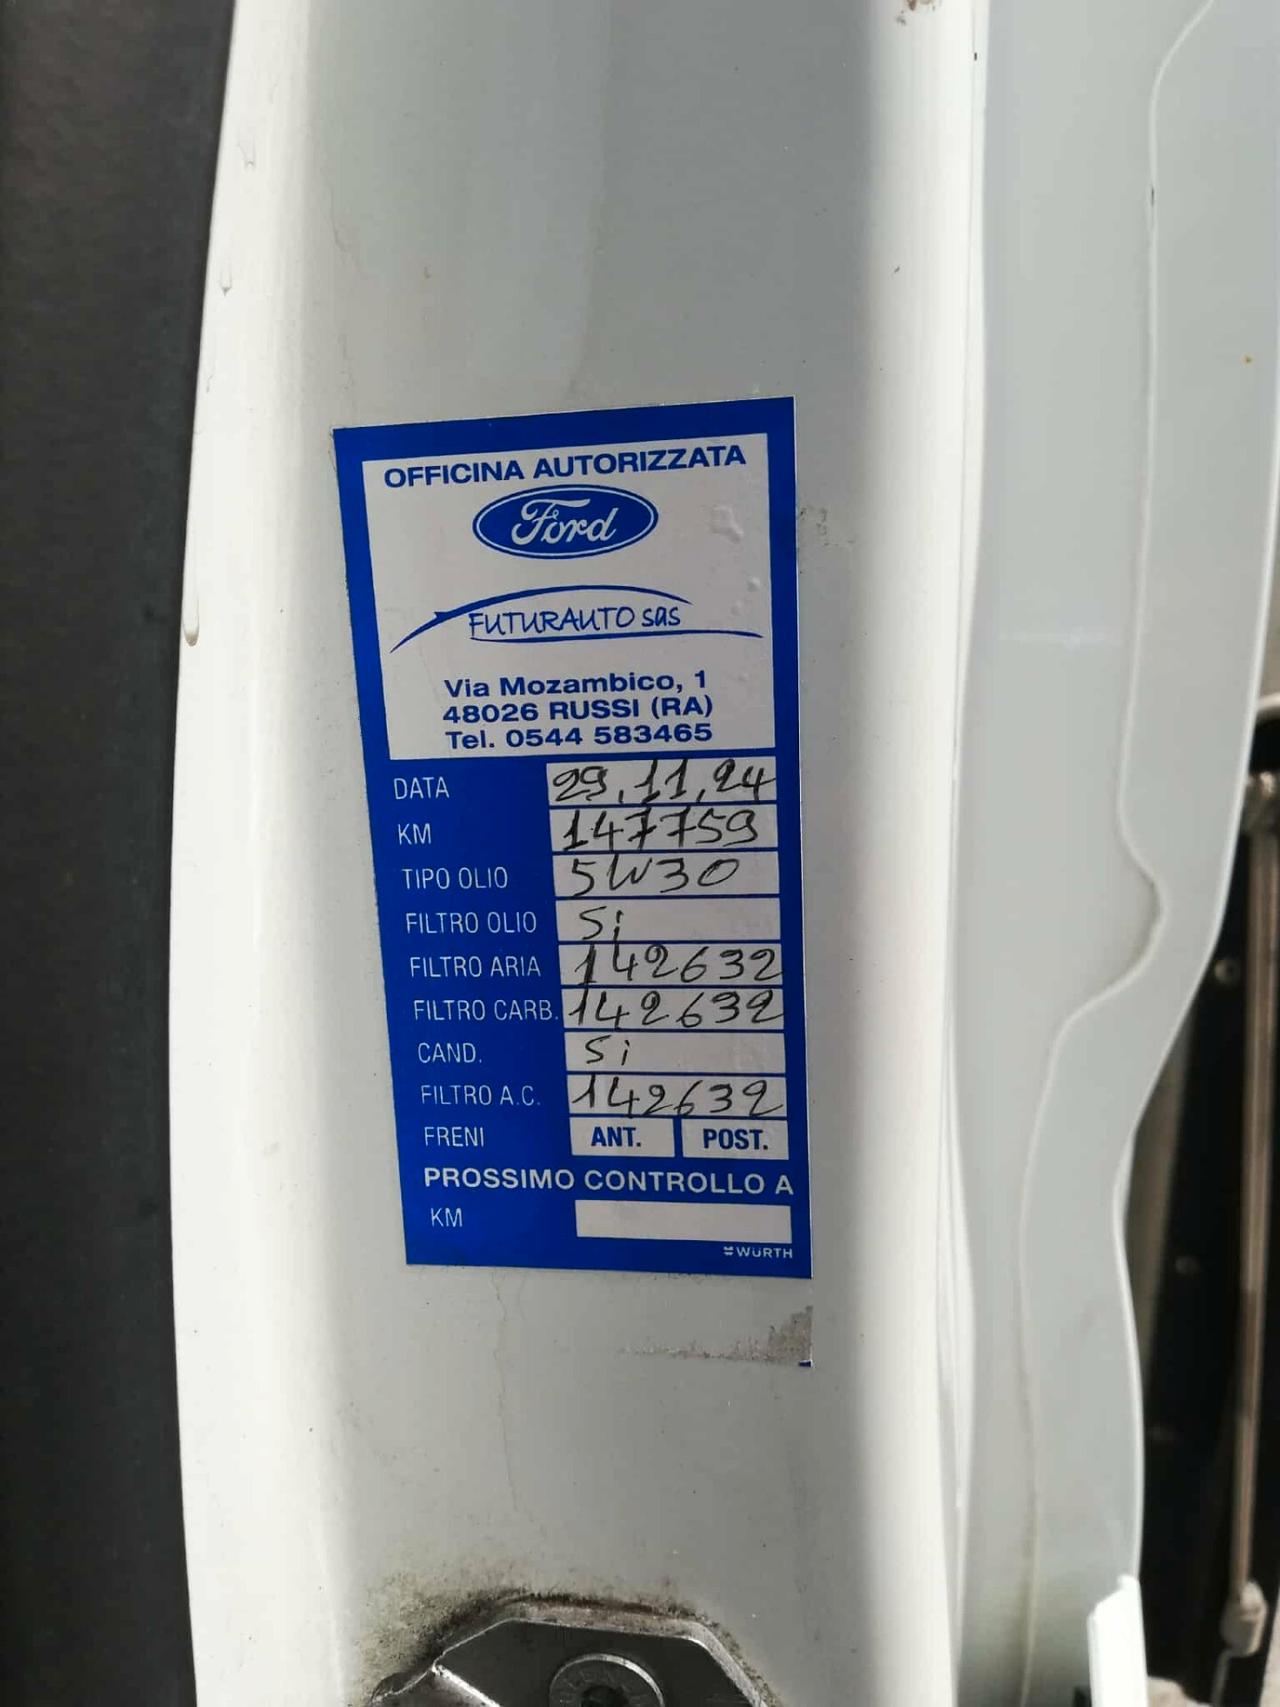 OFFICINA AUTORIZZATA
Ford
FUTURAUTO sas
Via Mozambico, 1
48026 RUSSI (RA)
Tel. 0544 583465
DATA 29.11.24
KM 147759
TIPO OLIO 5W30
FILTRO OLIO Si
FILTRO ARIA 142632
FILTRO CARB. 142632
CAND. Si
FILTRO A.C. 142632
FRENI ANT. POST.
PROSSIMO CONTROLLO A
KM
WÜRTH